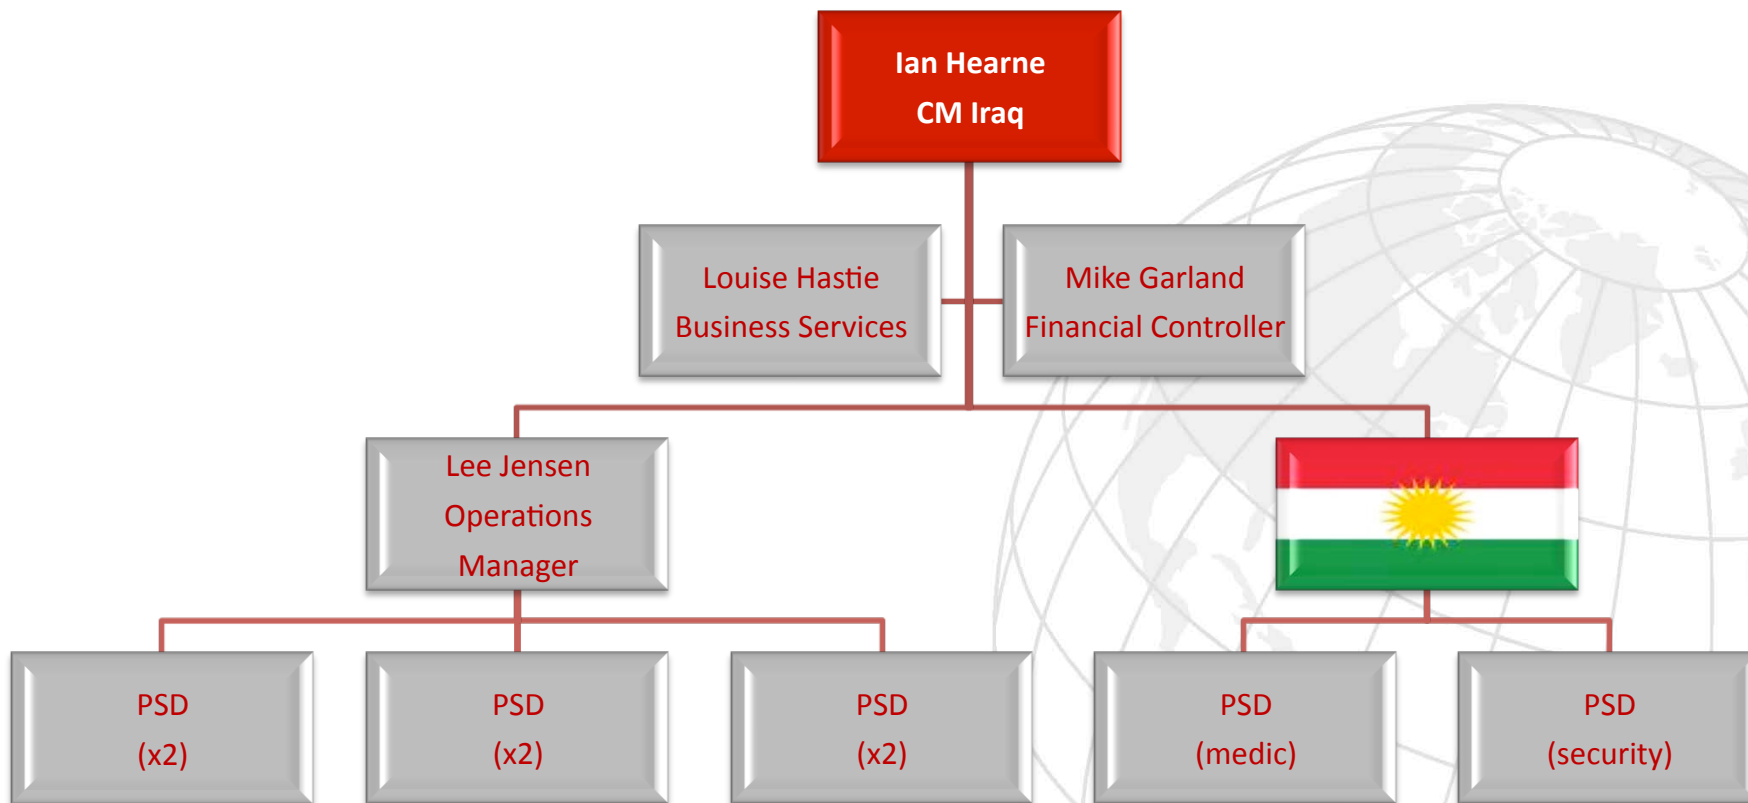 Ian Hearne
CM Iraq
Louise Hastie
Business Services
Mike Garland
Financial Controller
Lee Jensen
Operations
Manager
PSD
(x2)
PSD
(x2)
PSD
(x2)
PSD
(medic)
PSD
(security)